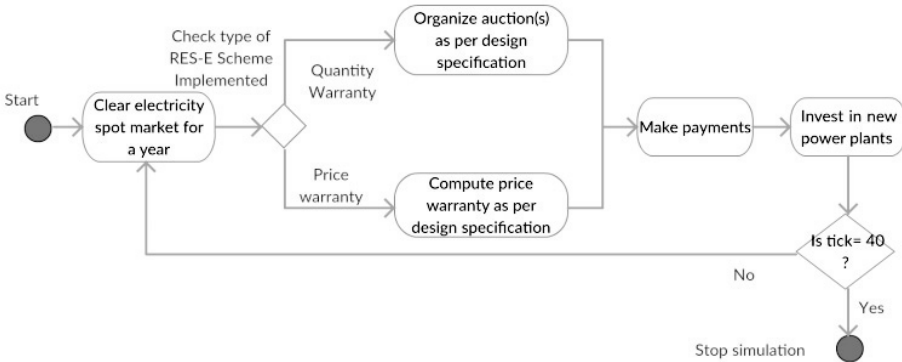 Start
Clear electricity
spot market for
a year
Check type of
RES-E Scheme
Implemented
Quantity
Warranty
Price
warranty
Organize auction(s)
as per design
specification
Compute price
warranty as per
design specification
Make payments
Invest in new
power plants
Is tick= 40
?
No
Yes
Stop simulation